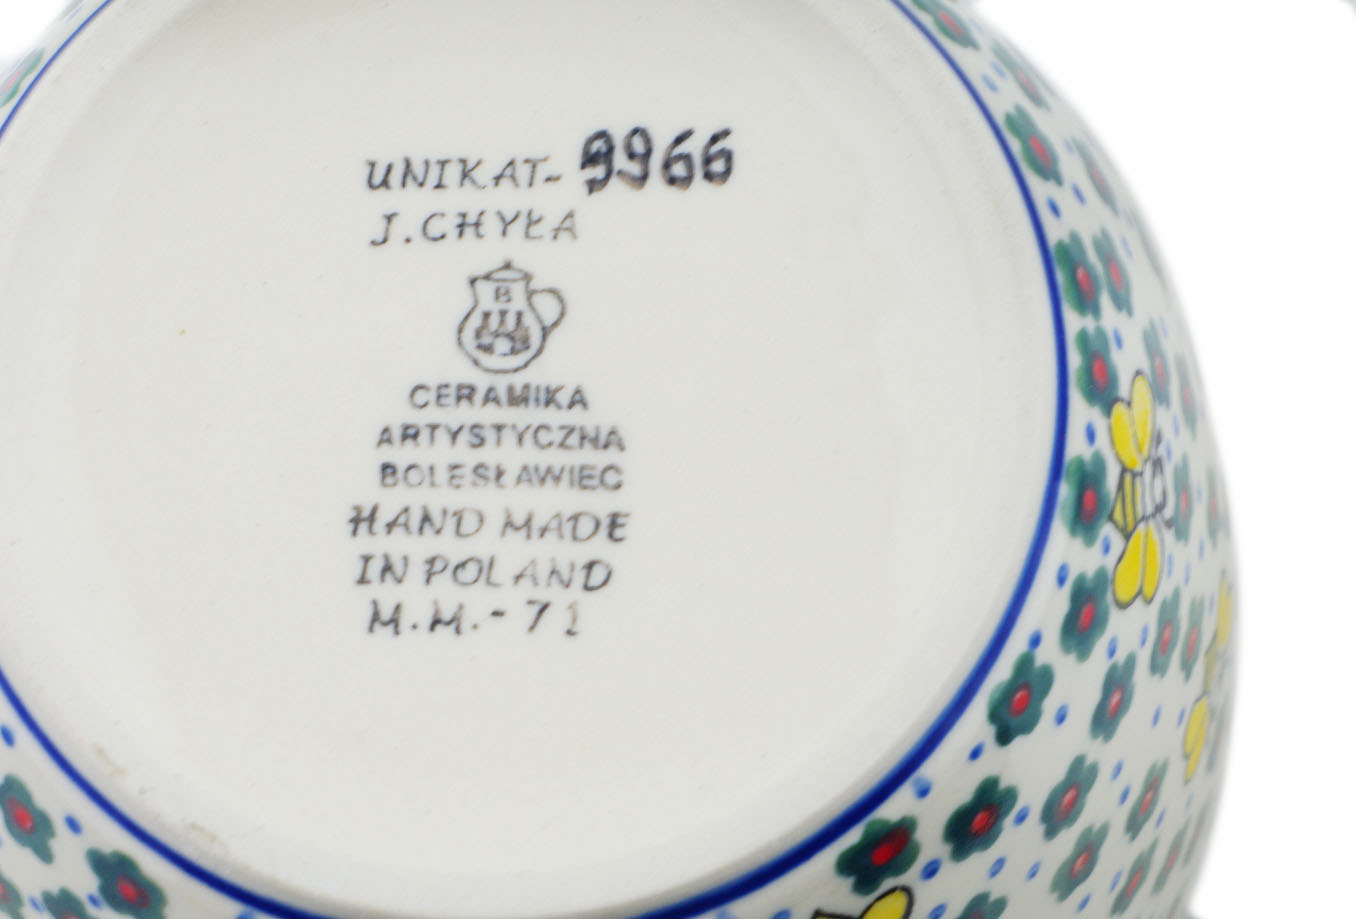 UNIKAT- 9966
J. CHYŁA
B
CERAMIKA
ARTYSTYCZNA
BOLESŁAWIEC
HAND MADE
IN POLAND
M.M.-71